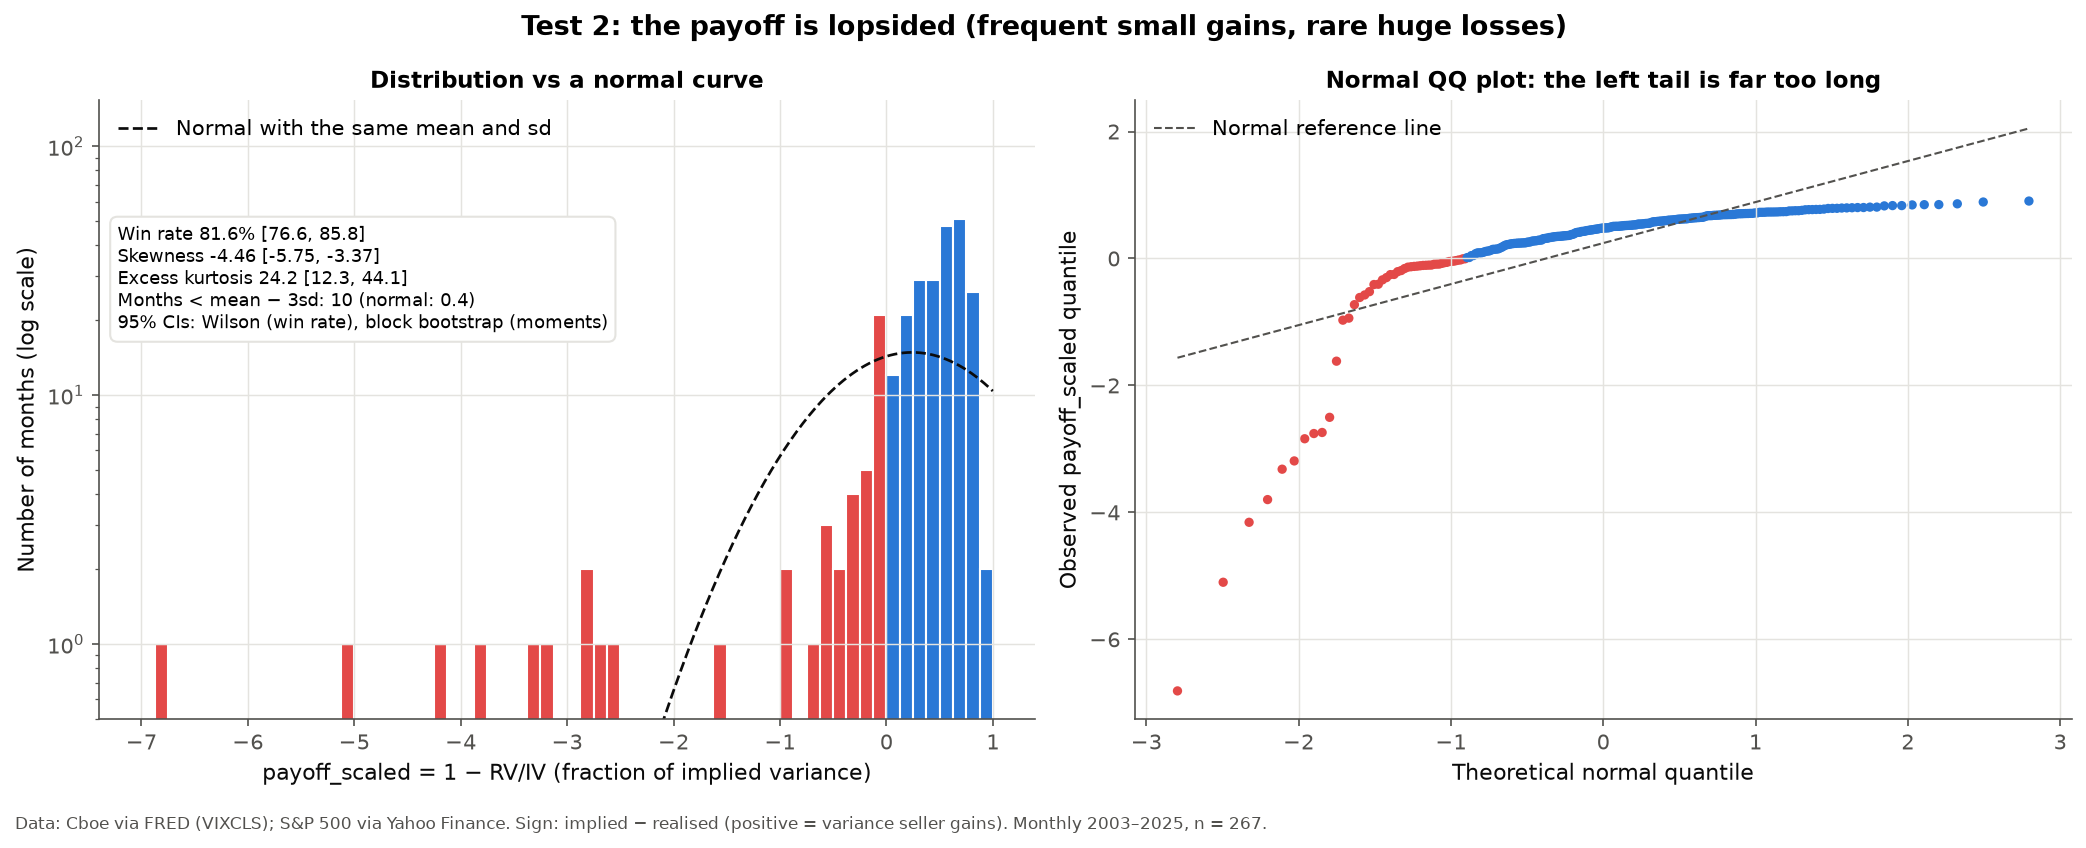 Test 2: the payoff is lopsided (frequent small gains, rare huge losses)
Distribution vs a normal curve
Normal with the same mean and sd
Win rate 81.6% [76.6, 85.8]
Skewness -4.46 [-5.75, -3.37]
Excess kurtosis 24.2 [12.3, 44.1]
Months < mean − 3sd: 10 (normal: 0.4)
95% CIs: Wilson (win rate), block bootstrap (moments)
Number of months (log scale)
10²
10¹
10⁰
−7 −6 −5 −4 −3 −2 −1 0 1
payoff_scaled = 1 − RV/IV (fraction of implied variance)
Normal QQ plot: the left tail is far too long
Normal reference line
Observed payoff_scaled quantile
2
0
−2
−4
−6
−3 −2 −1 0 1 2 3
Theoretical normal quantile
Data: Cboe via FRED (VIXCLS); S&P 500 via Yahoo Finance. Sign: implied − realised (positive = variance seller gains). Monthly 2003–2025, n = 267.